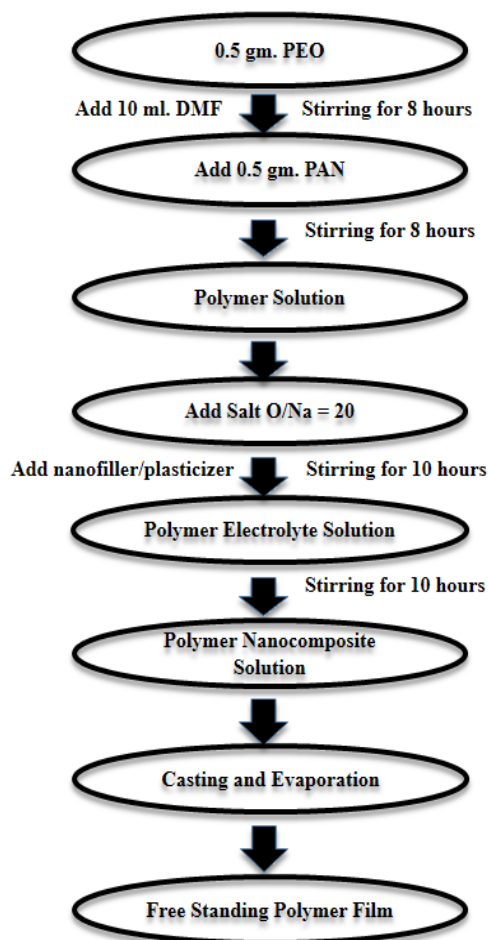 0.5 gm. PEO
Add 10 ml. DMF Stirring for 8 hours
Add 0.5 gm. PAN
Stirring for 8 hours
Polymer Solution
Add Salt O/Na = 20
Add nanofiller/plasticizer Stirring for 10 hours
Polymer Electrolyte Solution
Stirring for 10 hours
Polymer Nanocomposite
Solution
Casting and Evaporation
Free Standing Polymer Film